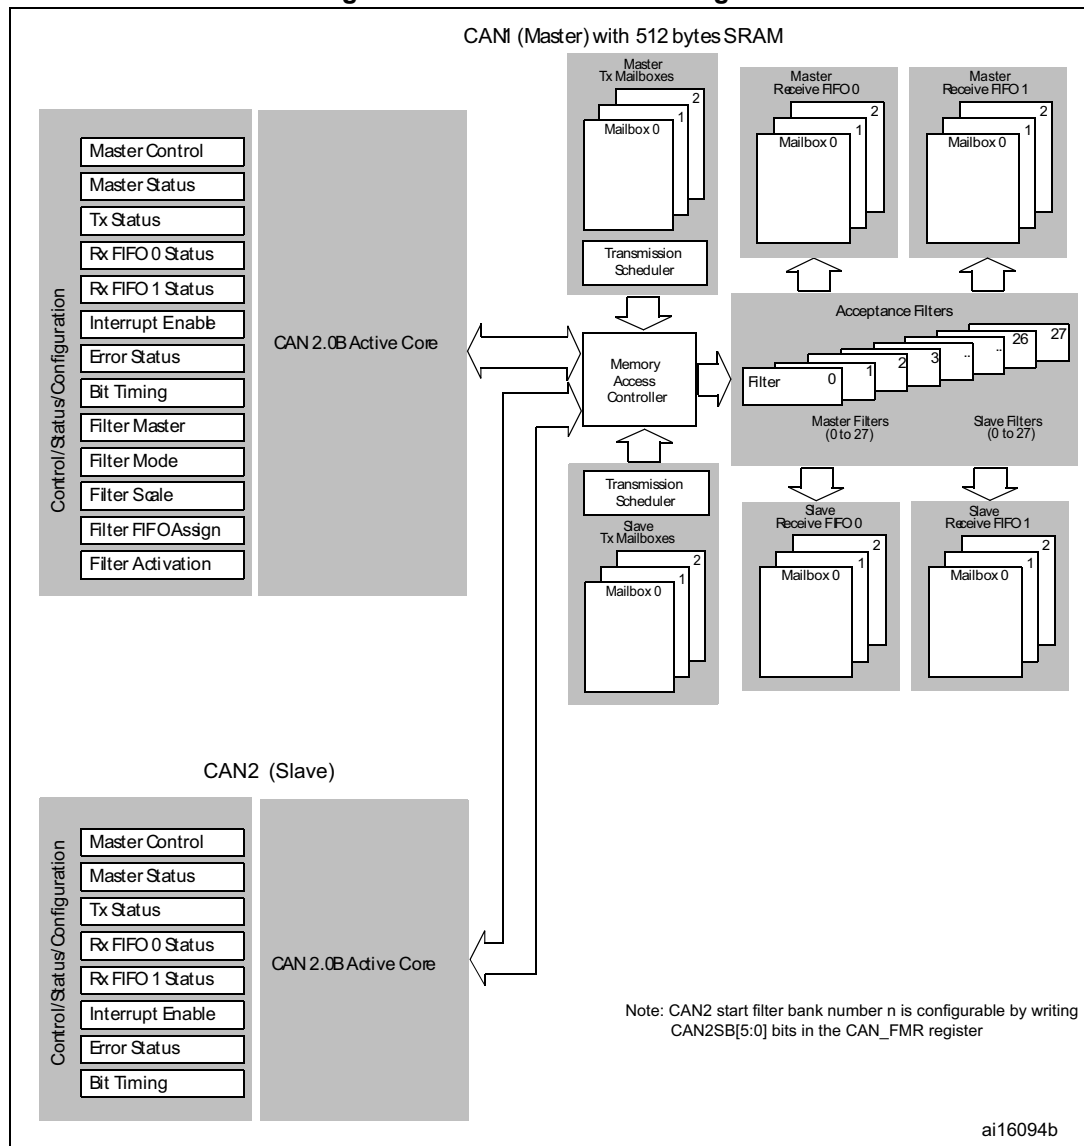 CAN1 (Master) with 512 bytes SRAM
Control/Status/Configuration
Master Control
Master Status
Tx Status
Rx FIFO 0 Status
Rx FIFO 1 Status
Interrupt Enable
Error Status
Bit Timing
Filter Master
Filter Mode
Filter Scale
Filter FIFO Assign
Filter Activation
CAN 2.0B Active Core
Master
Tx Mailboxes
2
1
Mailbox 0
Transmission
Scheduler
Master
Receive FIFO 0
2
1
Mailbox 0
Master
Receive FIFO 1
2
1
Mailbox 0
Memory
Access
Controller
Acceptance Filters
Filter 0
1
2
3
..
..
26
27
Master Filters
(0 to 27)
Slave Filters
(0 to 27)
Transmission
Scheduler
Slave
Tx Mailboxes
2
1
Mailbox 0
Slave
Receive FIFO 0
2
1
Mailbox 0
Slave
Receive FIFO 1
2
1
Mailbox 0
CAN2 (Slave)
Control/Status/Configuration
Master Control
Master Status
Tx Status
Rx FIFO 0 Status
Rx FIFO 1 Status
Interrupt Enable
Error Status
Bit Timing
CAN 2.0B Active Core
Note: CAN2 start filter bank number n is configurable by writing
CAN2SB[5:0] bits in the CAN_FMR register
ai16094b